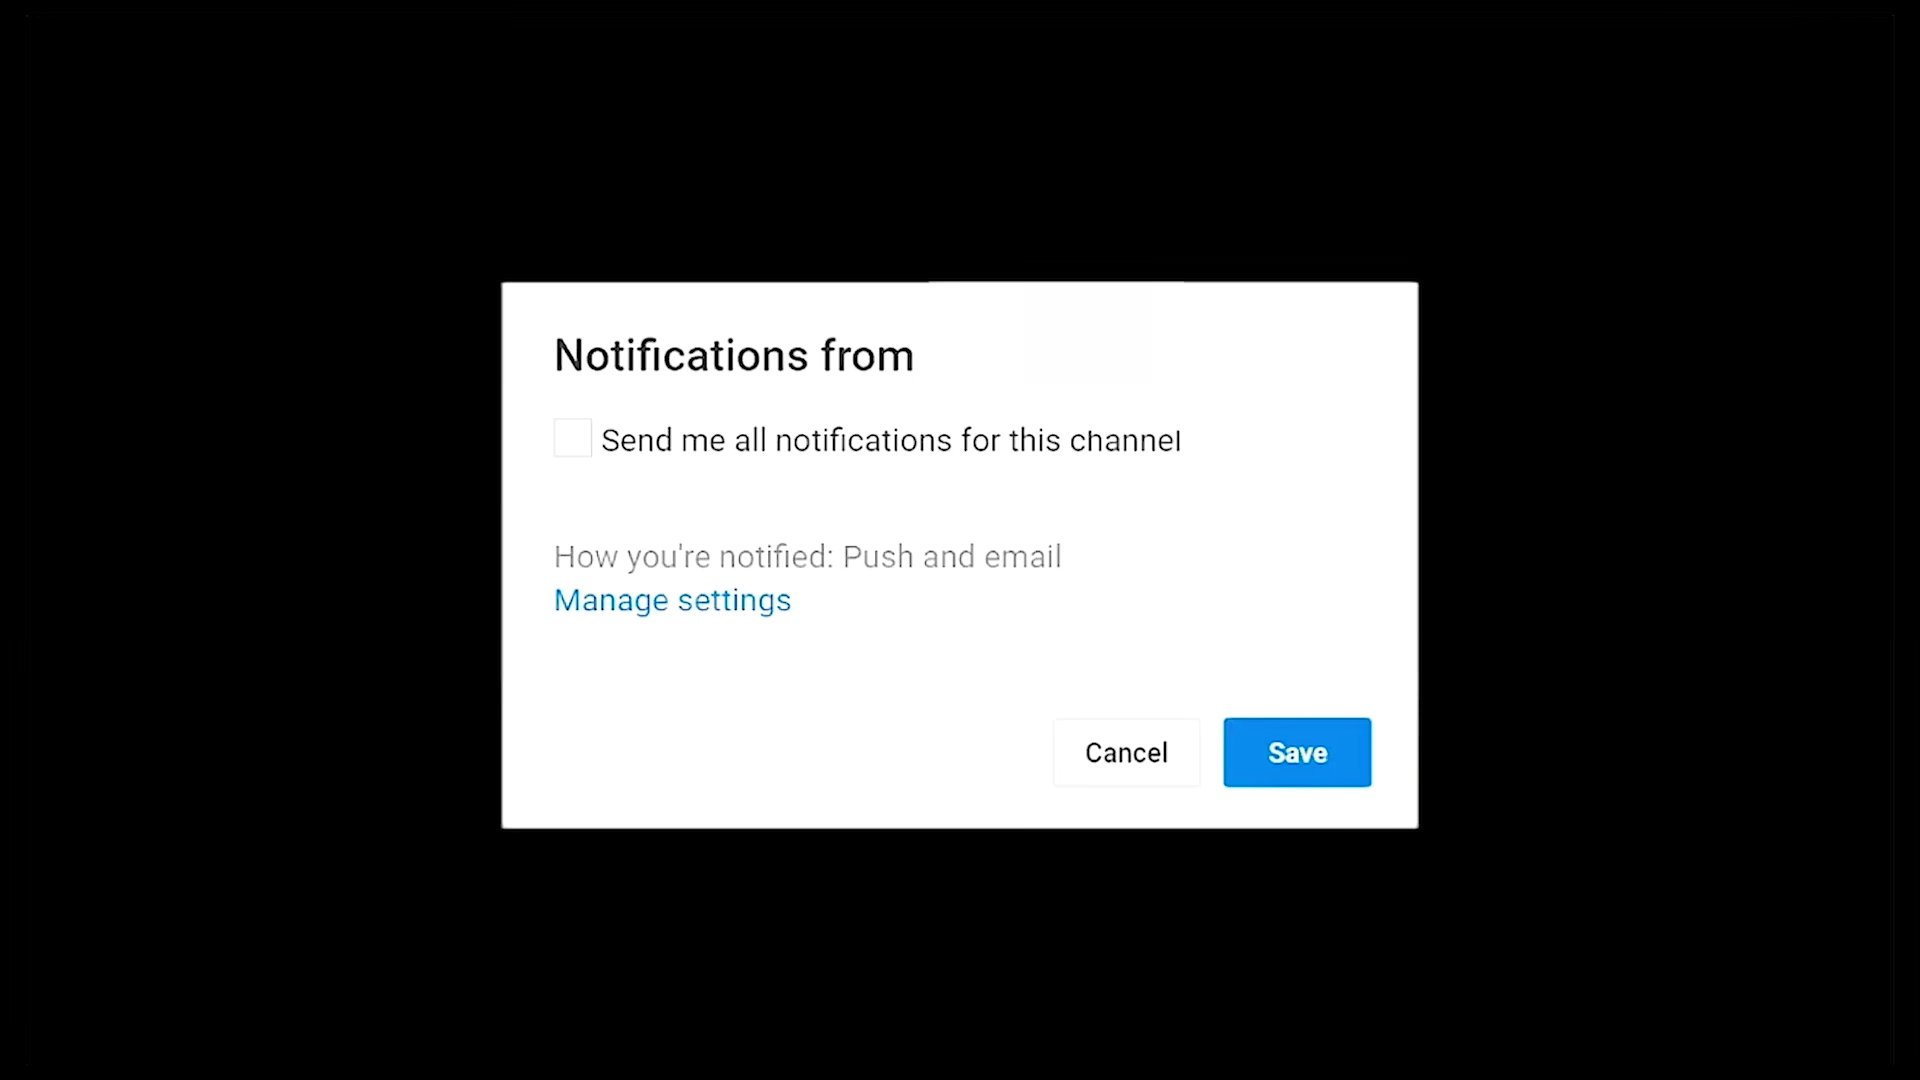 Notifications from
Send me all notifications for this channel
How you're notified: Push and email
Manage settings
Cancel
Save